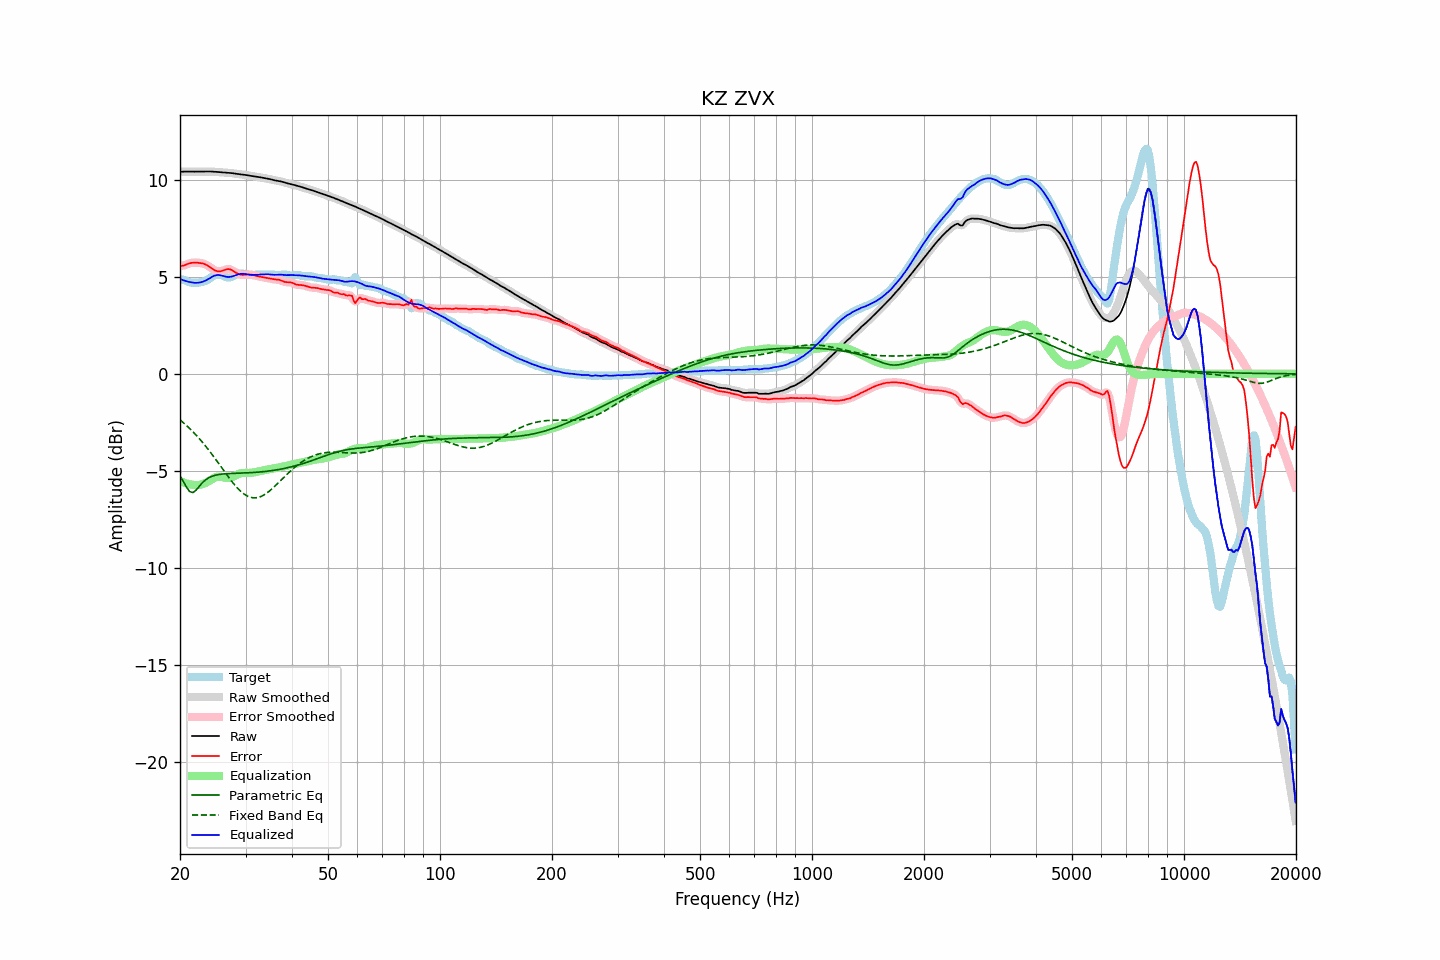 KZ ZVX
Amplitude (dBr)
10
5
0
−5
−10
−15
−20
Target
Raw Smoothed
Error Smoothed
Raw
Error
Equalization
Parametric Eq
Fixed Band Eq
Equalized
20 50 100 200 500 1000 2000 5000 10000 20000
Frequency (Hz)